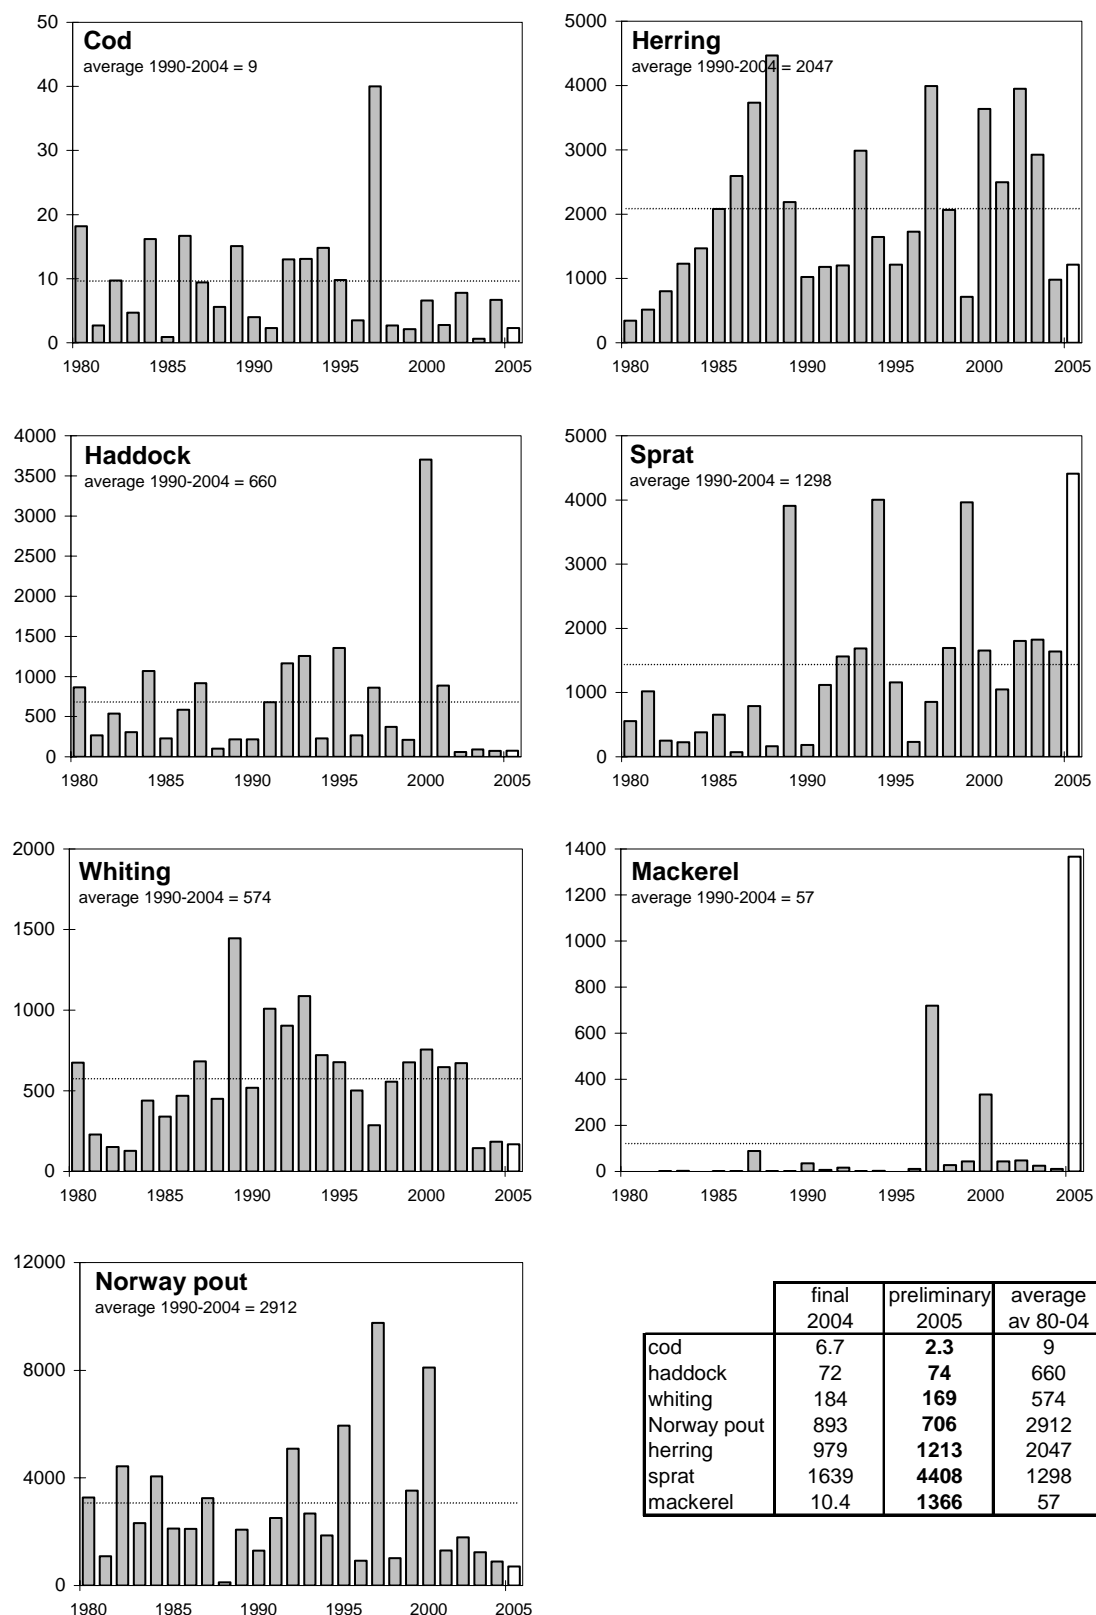 Cod
average 1990-2004 = 9
50
40
30
20
10
0
1980 1985 1990 1995 2000 2005
Herring
average 1990-2004 = 2047
5000
4000
3000
2000
1000
0
1980 1985 1990 1995 2000 2005
Haddock
average 1990-2004 = 660
4000
3500
3000
2500
2000
1500
1000
500
0
1980 1985 1990 1995 2000 2005
Sprat
average 1990-2004 = 1298
5000
4000
3000
2000
1000
0
1980 1985 1990 1995 2000 2005
Whiting
average 1990-2004 = 574
2000
1500
1000
500
0
1980 1985 1990 1995 2000 2005
Mackerel
average 1990-2004 = 57
1400
1200
1000
800
600
400
200
0
1980 1985 1990 1995 2000 2005
Norway pout
average 1990-2004 = 2912
12000
8000
4000
0
1980 1985 1990 1995 2000 2005
final preliminary average
2004 2005 av 80-04
cod 6.7 2.3 9
haddock 72 74 660
whiting 184 169 574
Norway pout 893 706 2912
herring 979 1213 2047
sprat 1639 4408 1298
mackerel 10.4 1366 57